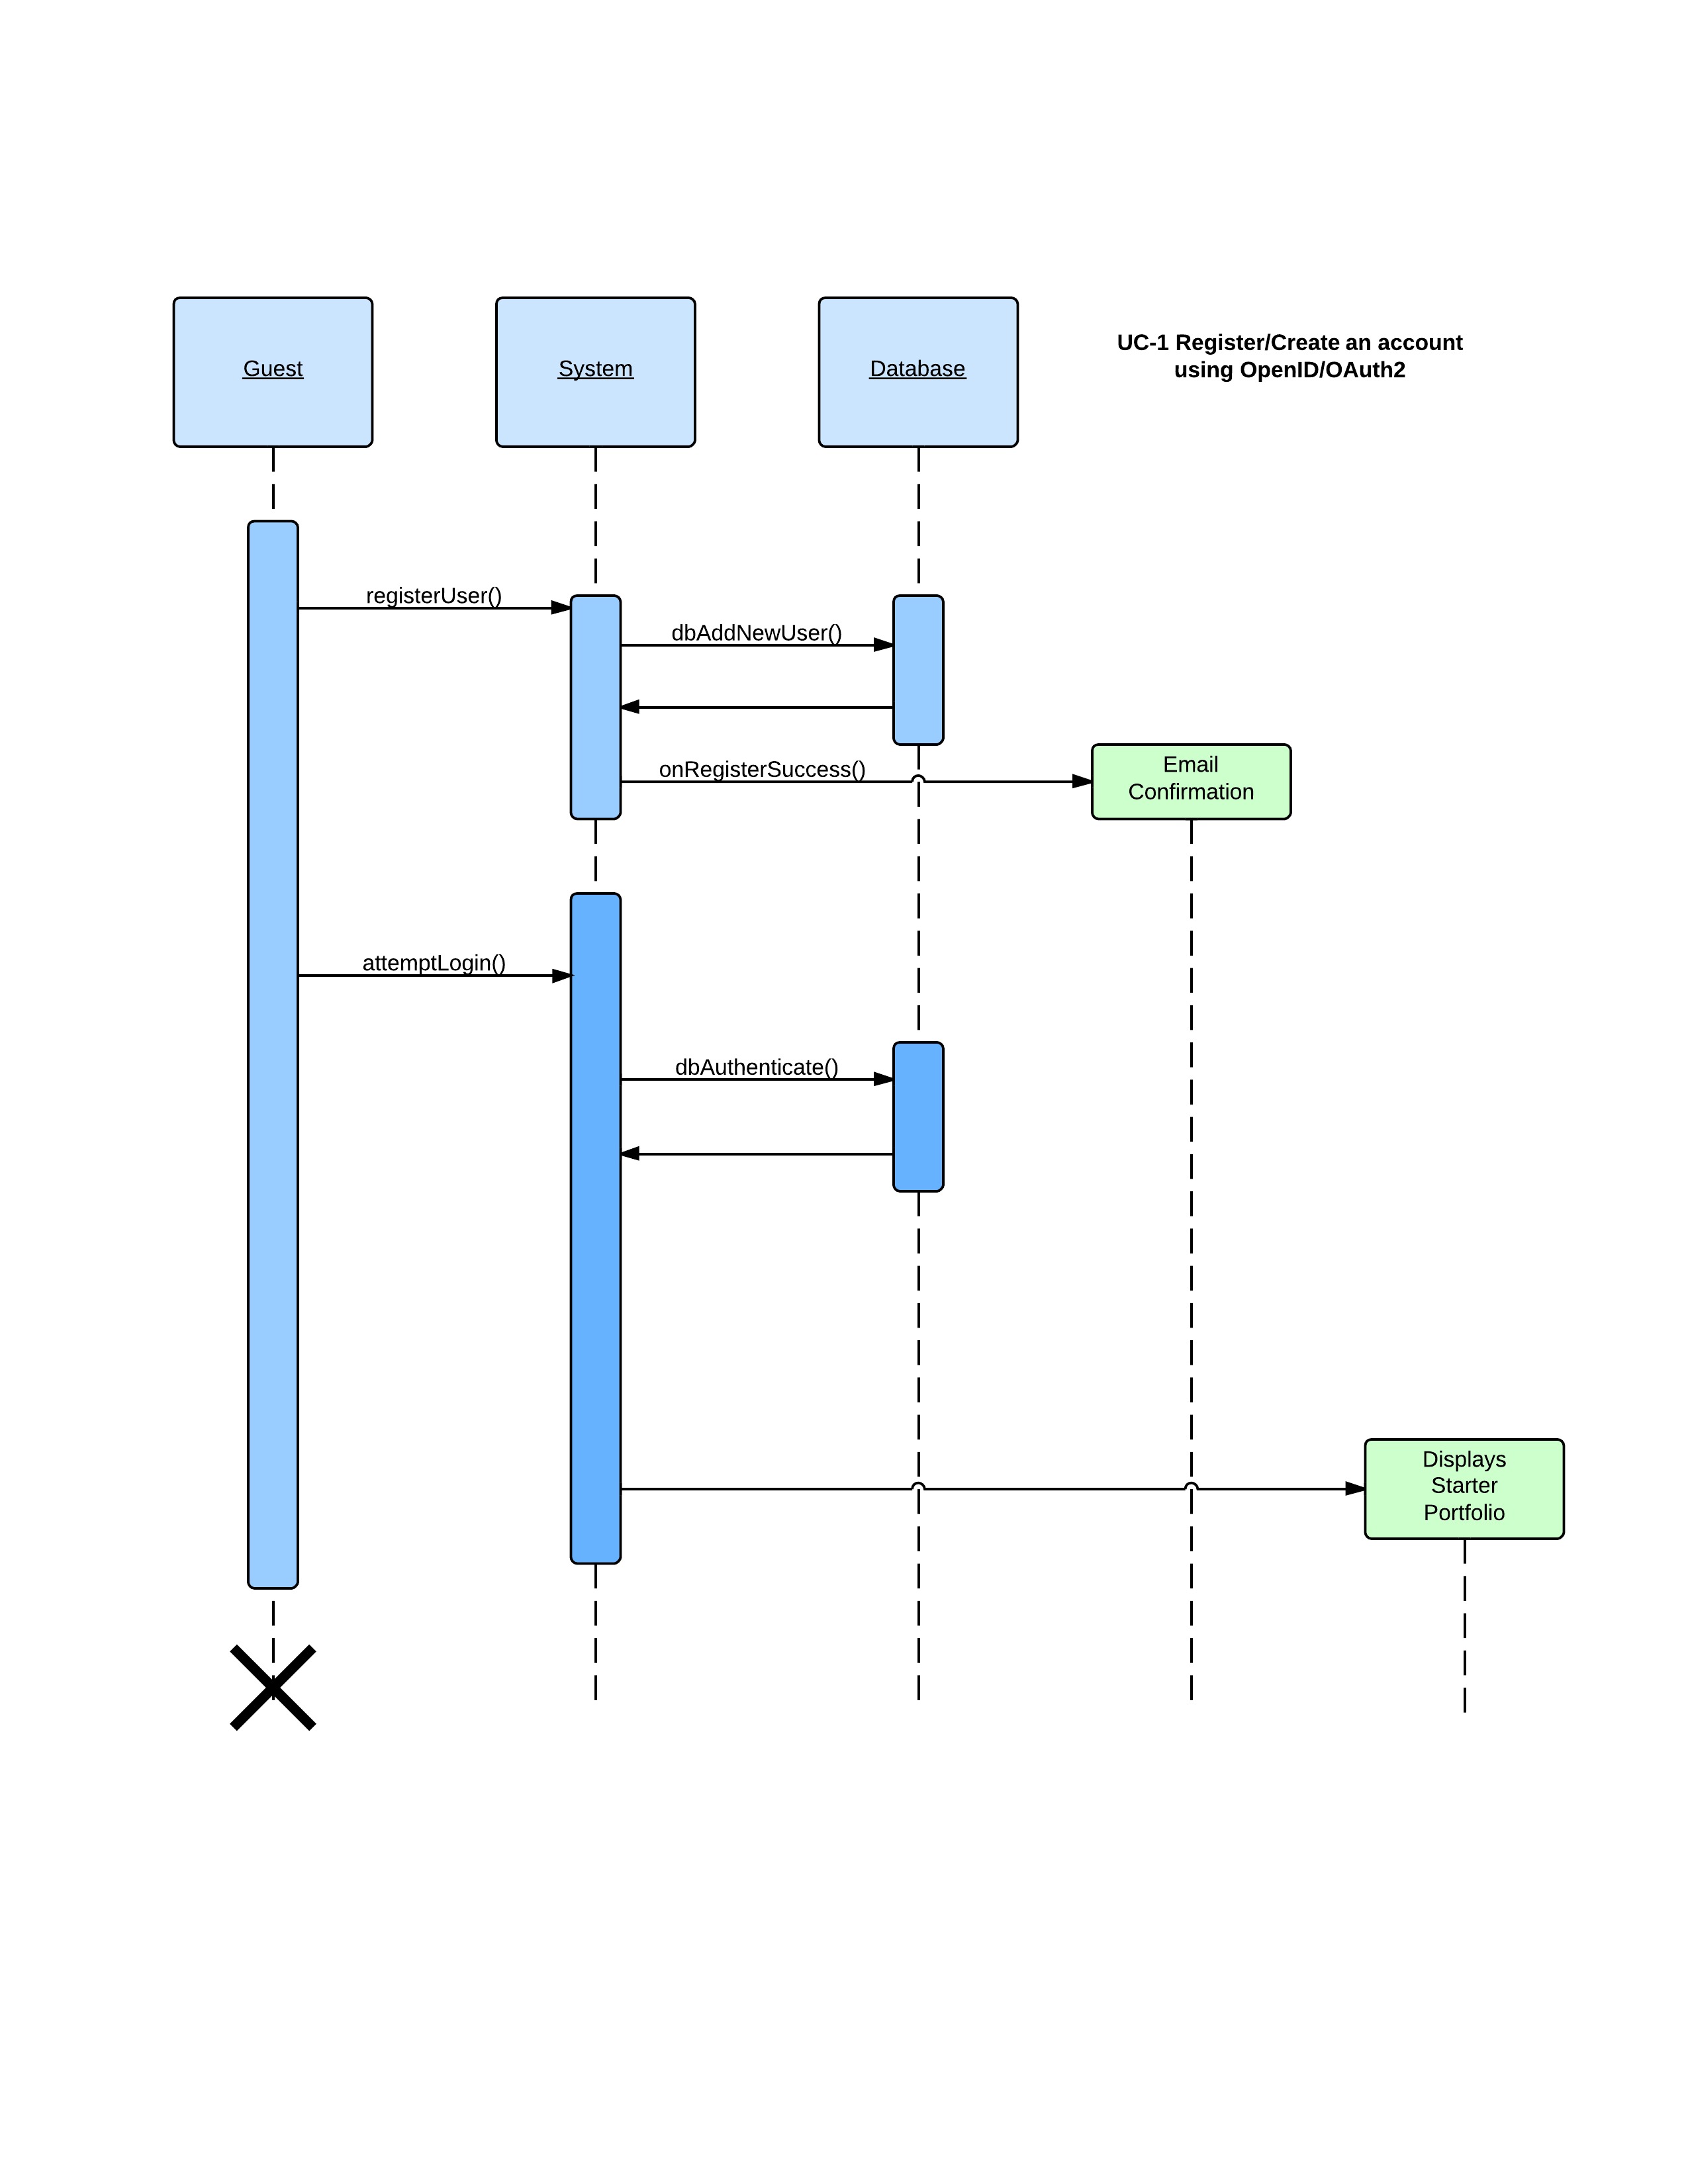 Guest
System
Database
UC-1 Register/Create an account
using OpenID/OAuth2
registerUser()
dbAddNewUser()
onRegisterSuccess()
Email
Confirmation
attemptLogin()
dbAuthenticate()
Displays
Starter
Portfolio